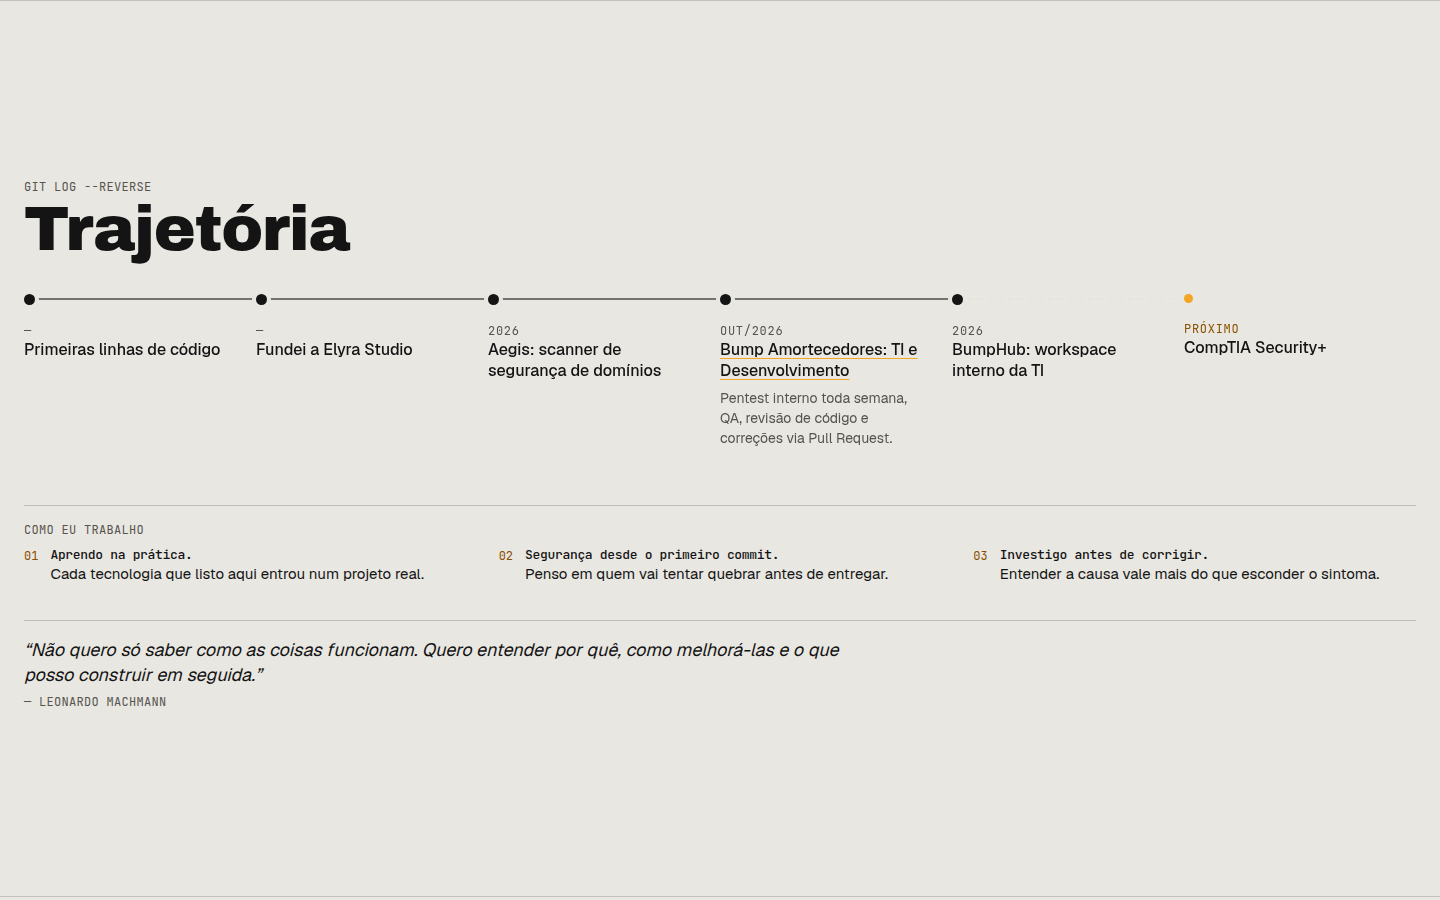 GIT LOG --REVERSE
Trajetória
—
Primeiras linhas de código
—
Fundei a Elyra Studio
2026
Aegis: scanner de
segurança de domínios
OUT/2026
Bump Amortecedores: TI e
Desenvolvimento
Pentest interno toda semana,
QA, revisão de código e
correções via Pull Request.
2026
BumpHub: workspace
interno da TI
PRÓXIMO
CompTIA Security+
COMO EU TRABALHO
01 Aprendo na prática.
Cada tecnologia que listo aqui entrou num projeto real.
02 Segurança desde o primeiro commit.
Penso em quem vai tentar quebrar antes de entregar.
03 Investigo antes de corrigir.
Entender a causa vale mais do que esconder o sintoma.
“Não quero só saber como as coisas funcionam. Quero entender por quê, como melhorá-las e o que
posso construir em seguida.”
— LEONARDO MACHMANN